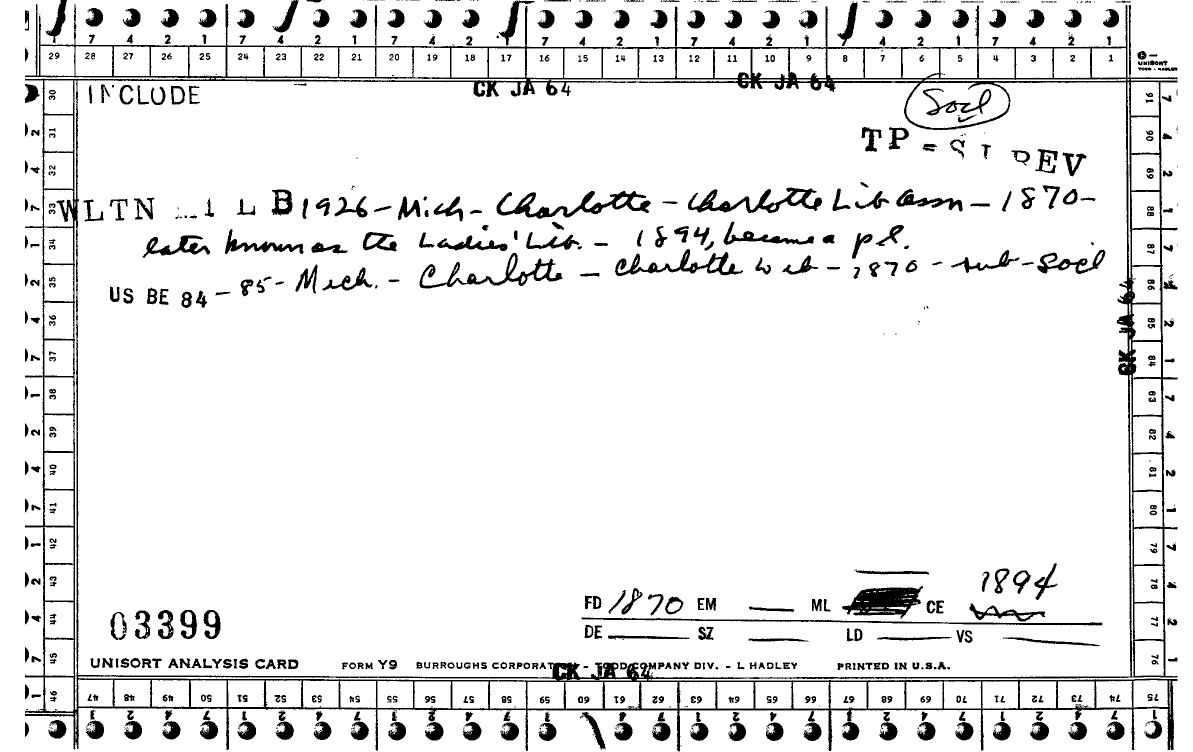 7 4 2 1 7 4 2 1 7 4 2 1 7 4 2 1 7 4 2 1 7 4 2 1 7 4 2 1
29 28 27 26 25 24 23 22 21 20 19 18 17 16 15 14 13 12 11 10 9 8 7 6 5 4 3 2 1
UNISORT
TODD - HADLEY
INCLUDE
CK JA 64 CK JA 64
Socl
TP = SL REV
WLTN L B 1926 - Mich - Charlotte - Charlotte Lib Assn - 1870 -
later known as the Ladies' Lib. - 1894, became a pl.
US BE 84 - 85 - Mich. - Charlotte - Charlotte Lib - 1870 - sub - Socl
CK JA 64
1894
FD 1870 EM ML CE
03399
DE SZ LD VS
UNISORT ANALYSIS CARD FORM Y9 BURROUGHS CORPORATION - TODD COMPANY DIV. - L HADLEY PRINTED IN U.S.A.
CK JA 64
30 31 32 33 34 35 36 37 38 39 40 41 42 43 44 45 46
91 90 89 88 87 86 85 84 83 82 81 80 79 78 77 76
47 48 49 50 51 52 53 54 55 56 57 58 59 60 61 62 63 64 65 66 67 68 69 70 71 72 73 74 75